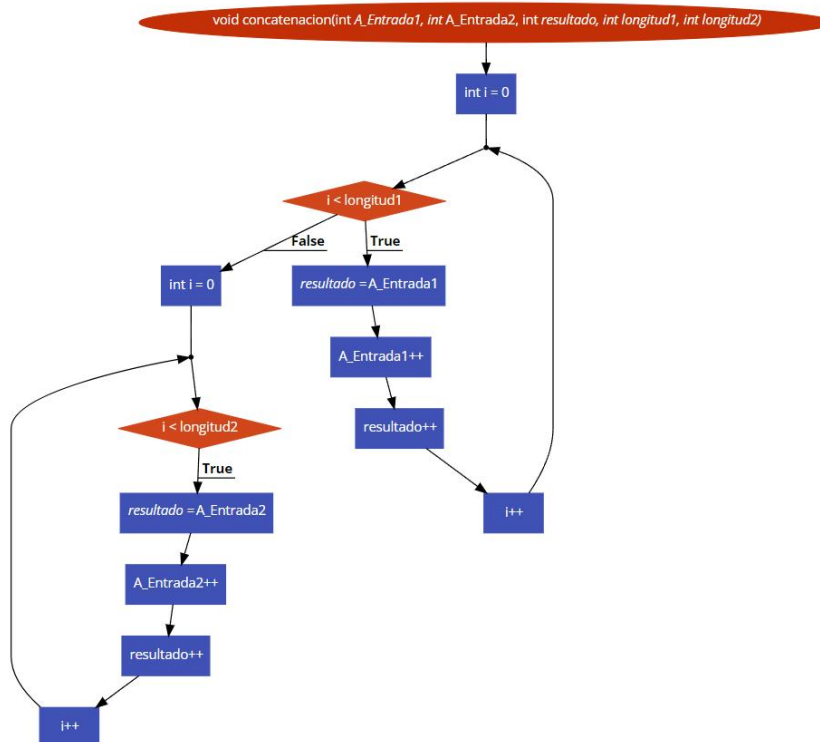 void concatenacion(int A_Entrada1, int A_Entrada2, int resultado, int longitud1, int longitud2)
int i = 0
i < longitud1
False
True
int i = 0
resultado = A_Entrada1
A_Entrada1++
resultado++
i++
i < longitud2
True
resultado = A_Entrada2
A_Entrada2++
resultado++
i++